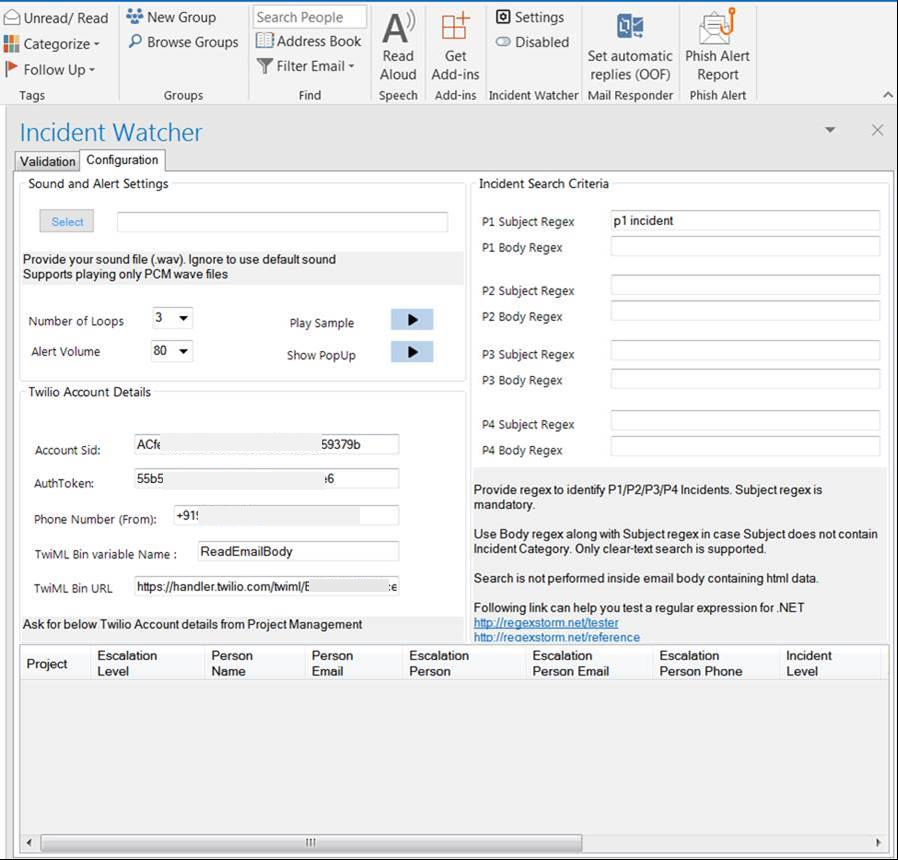 Unread/ Read
Categorize
Follow Up
Tags
New Group
Browse Groups
Groups
Search People
Address Book
Filter Email
Find
Read
Aloud
Speech
Get
Add-ins
Add-ins
Settings
Disabled
Incident Watcher
Set automatic
replies (OOF)
Mail Responder
Phish Alert
Report
Phish Alert
Incident Watcher
Validation
Configuration
Sound and Alert Settings
Select
Provide your sound file (.wav). Ignore to use default sound
Supports playing only PCM wave files
Number of Loops
3
Play Sample
Alert Volume
80
Show PopUp
Twilio Account Details
Account Sid:
ACfe 59379b
AuthToken:
55b5 e6
Phone Number (From):
+919
TwiML Bin variable Name :
ReadEmailBody
TwiML Bin URL
https://handler.twilio.com/twiml/E :e
Ask for below Twilio Account details from Project Management
Incident Search Criteria
P1 Subject Regex
p1 incident
P1 Body Regex
P2 Subject Regex
P2 Body Regex
P3 Subject Regex
P3 Body Regex
P4 Subject Regex
P4 Body Regex
Provide regex to identify P1/P2/P3/P4 Incidents. Subject regex is
mandatory.
Use Body regex along with Subject regex in case Subject does not contain
Incident Category. Only clear-text search is supported.
Search is not performed inside email body containing html data.
Following link can help you test a regular expression for .NET
http://regexstorm.net/tester
http://regexstorm.net/reference
Project
Escalation
Level
Person
Name
Person
Email
Escalation
Person
Escalation
Person Email
Escalation
Person Phone
Incident
Level